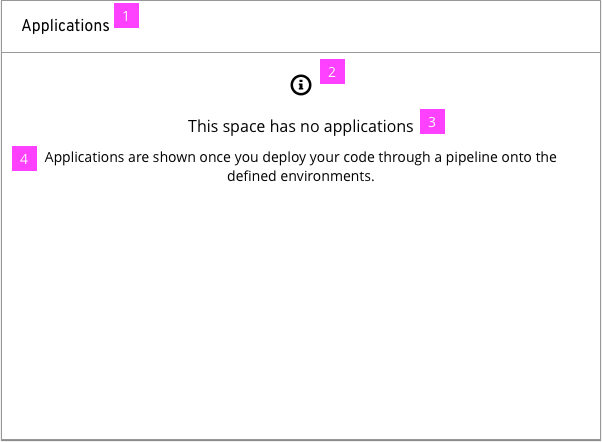 Applications 1
2
This space has no applications 3
4 Applications are shown once you deploy your code through a pipeline onto the
defined environments.